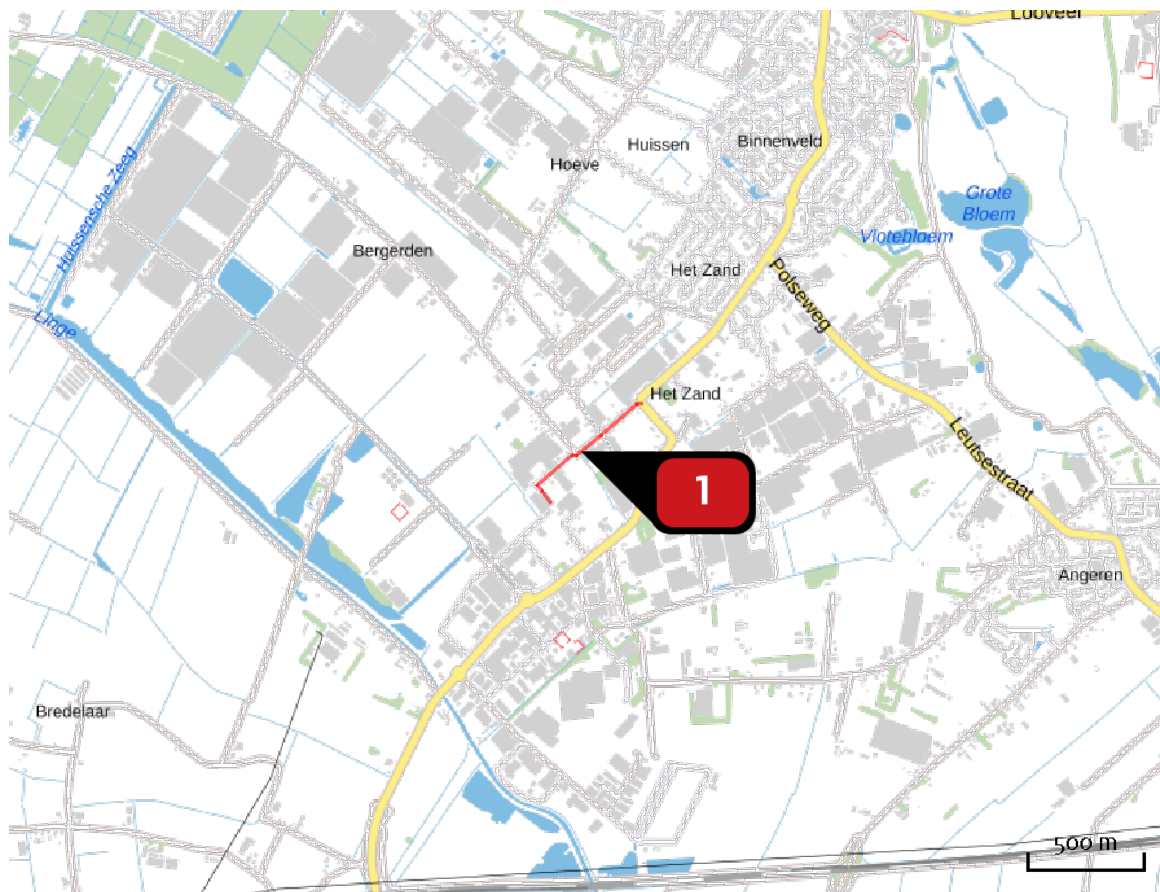 Looveer
Binnenveld
Huissen
Hoeve
Huissensche Zeeg
Grote
Bloem
Vlotebloem
Bergerden
Het Zand
Polseweg
Linge
Het Zand
Leutsestraat
1
Angeren
Bredelaar
500 m